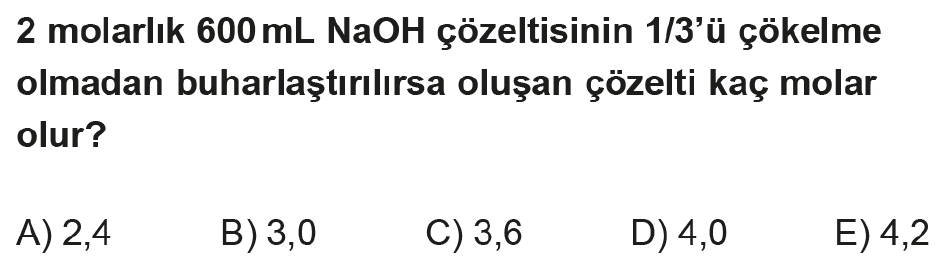 2 molarlık 600 mL NaOH çözeltisinin 1/3’ü çökelme
olmadan buharlaştırılırsa oluşan çözelti kaç molar
olur?
A) 2,4 B) 3,0 C) 3,6 D) 4,0 E) 4,2